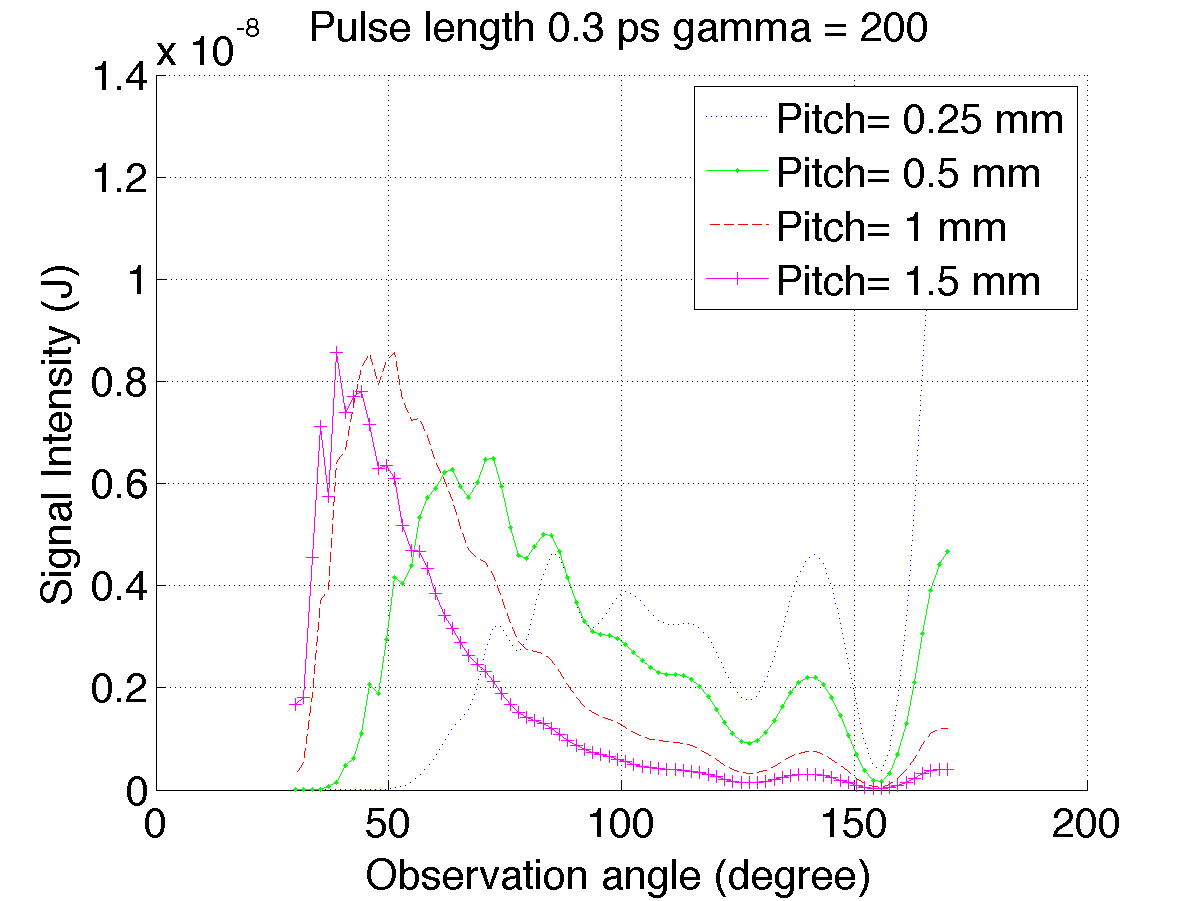 Pulse length 0.3 ps gamma = 200
x 10^-8
1.4
1.2
1
0.8
0.6
0.4
0.2
0
Signal Intensity (J)
Pitch= 0.25 mm
Pitch= 0.5 mm
Pitch= 1 mm
Pitch= 1.5 mm
0 50 100 150 200
Observation angle (degree)